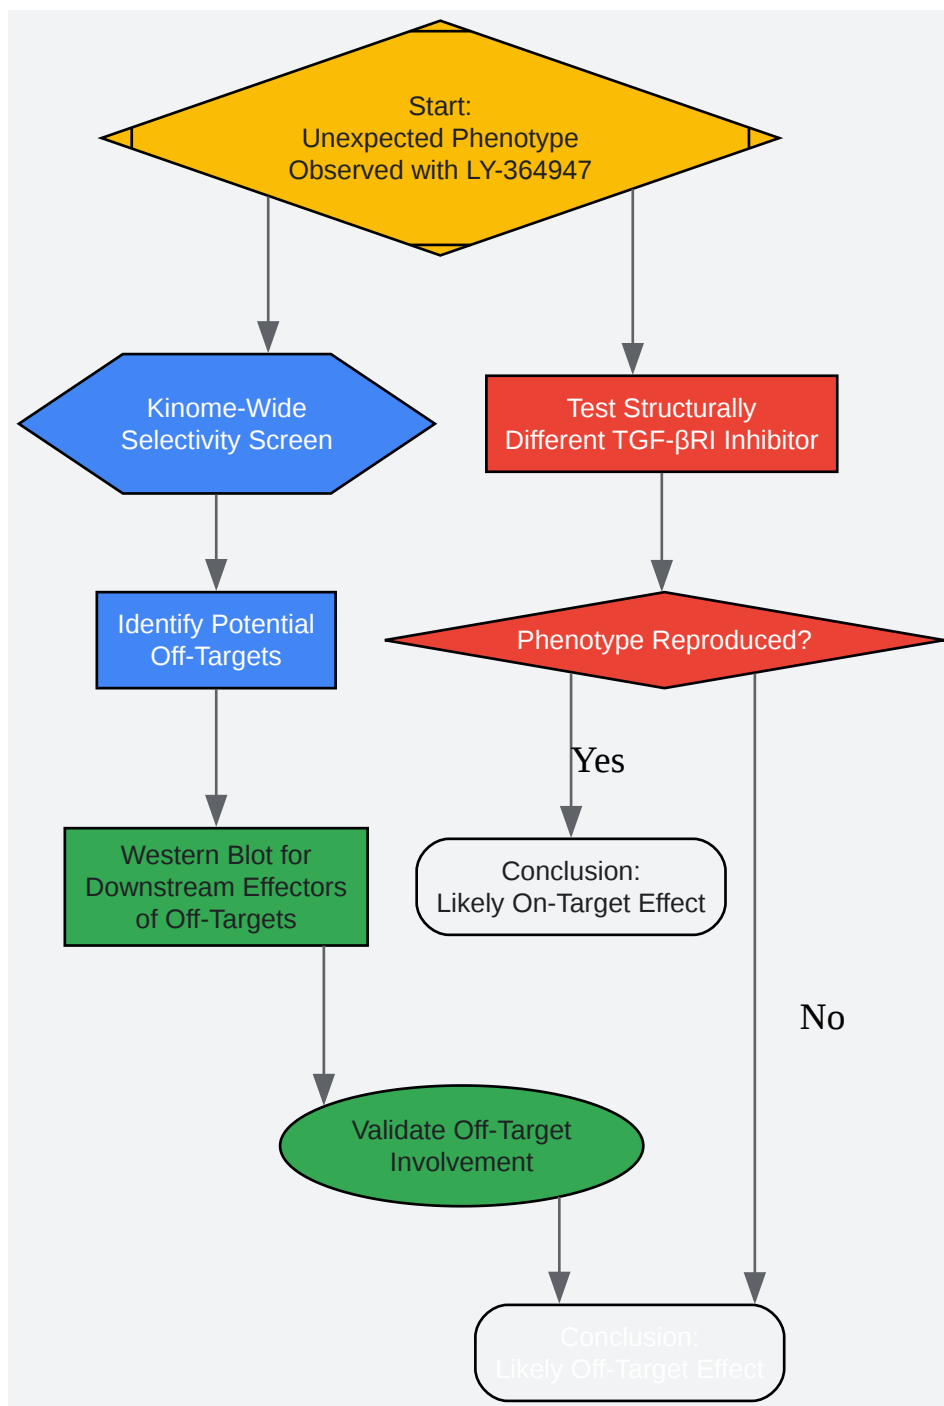 Start:
Unexpected Phenotype
Observed with LY-364947
Kinome-Wide
Selectivity Screen
Test Structurally
Different TGF-βRI Inhibitor
Identify Potential
Off-Targets
Phenotype Reproduced?
Yes
Western Blot for
Downstream Effectors
of Off-Targets
Conclusion:
Likely On-Target Effect
No
Validate Off-Target
Involvement
Conclusion:
Likely Off-Target Effect